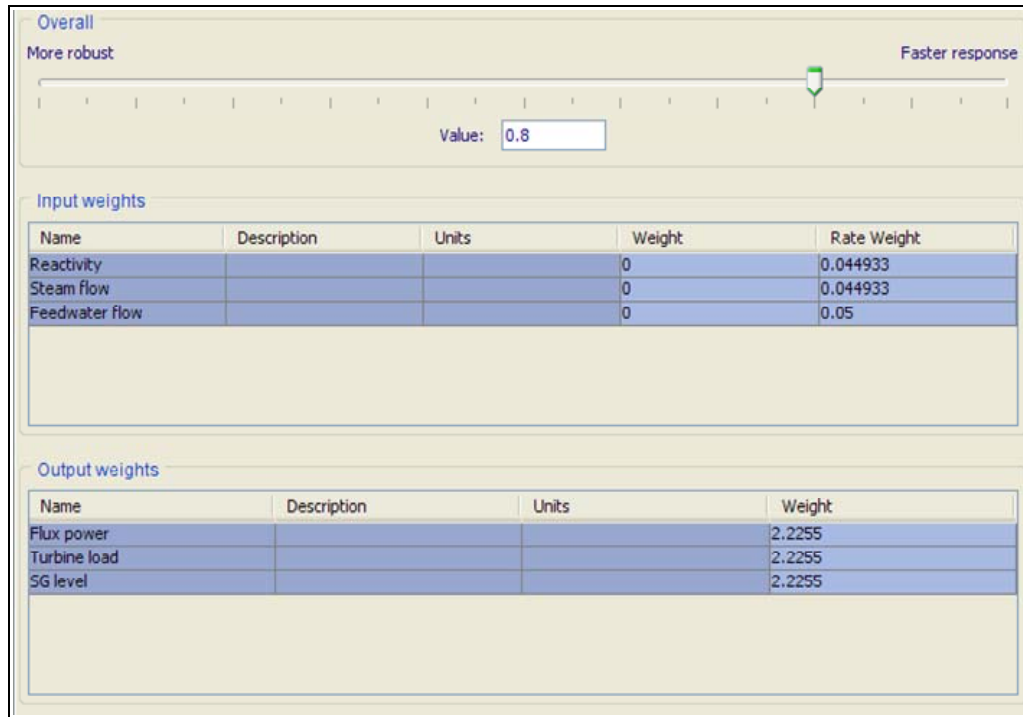 Overall
More robust Faster response
Value: 0.8
Input weights
Name Description Units Weight Rate Weight
Reactivity 0 0.044933
Steam flow 0 0.044933
Feedwater flow 0 0.05
Output weights
Name Description Units Weight
Flux power 2.2255
Turbine load 2.2255
SG level 2.2255